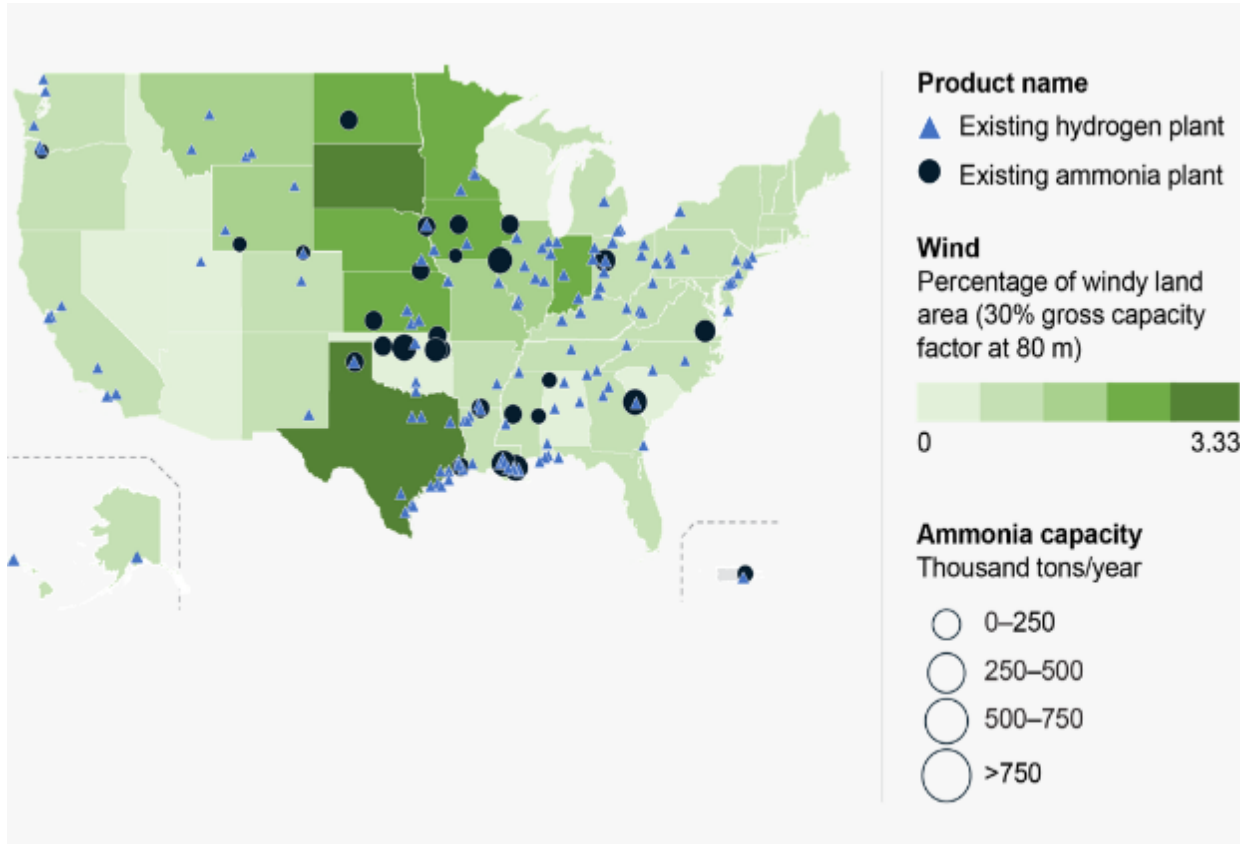 Product name
Existing hydrogen plant
Existing ammonia plant
Wind
Percentage of windy land
area (30% gross capacity
factor at 80 m)
0 3.33
Ammonia capacity
Thousand tons/year
0–250
250–500
500–750
>750